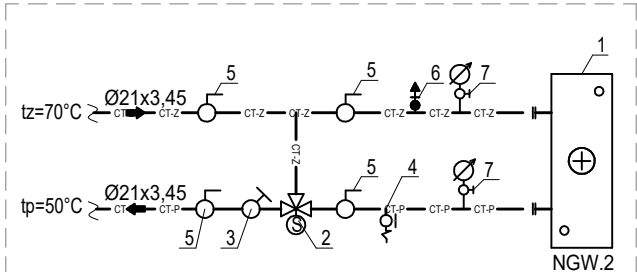 1
5
5
6
7
tz=70°C
Ø21x3,45
CT
CT-Z
CT-Z
CT-Z
CT-Z
CT-Z
CT-Z
CT-Z
5
4
7
tp=50°C
Ø21x3,45
CT
CT-P
CT-P
CT-P
CT-P
5
3
S
2
NGW.2